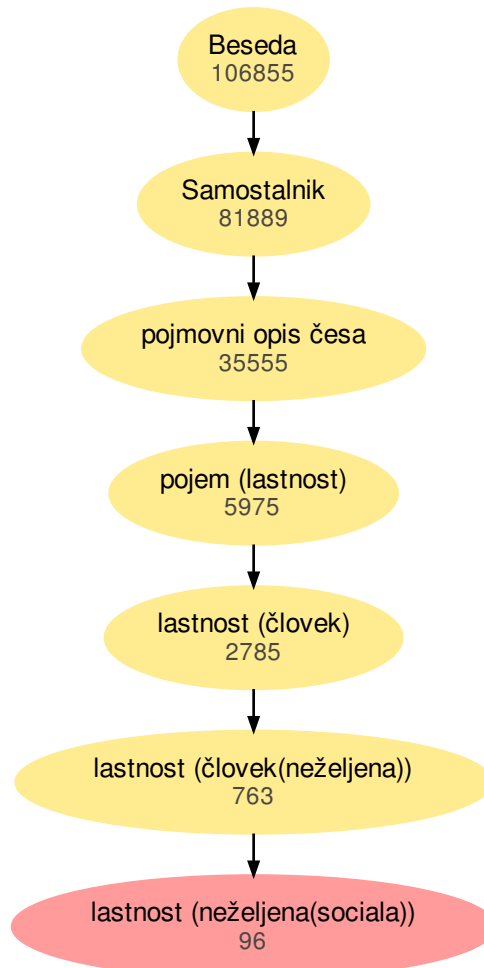 Beseda
106855
Samostalnik
81889
pojmovni opis česa
35555
pojem (lastnost)
5975
lastnost (človek)
2785
lastnost (človek(neželjena))
763
lastnost (neželjena(sociala))
96